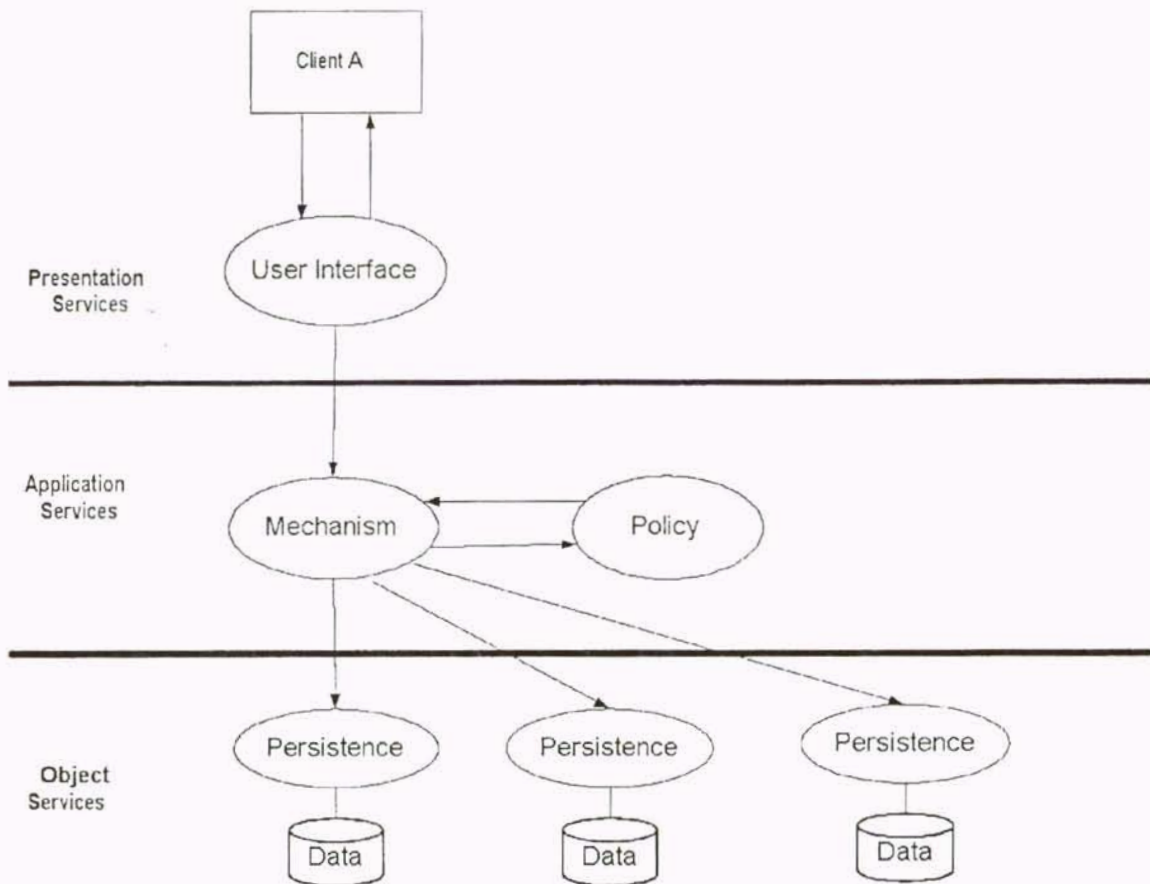 Client A
User Interface
Presentation
Services
Application
Services
Mechanism
Policy
Persistence
Persistence
Persistence
Object
Services
Data
Data
Data